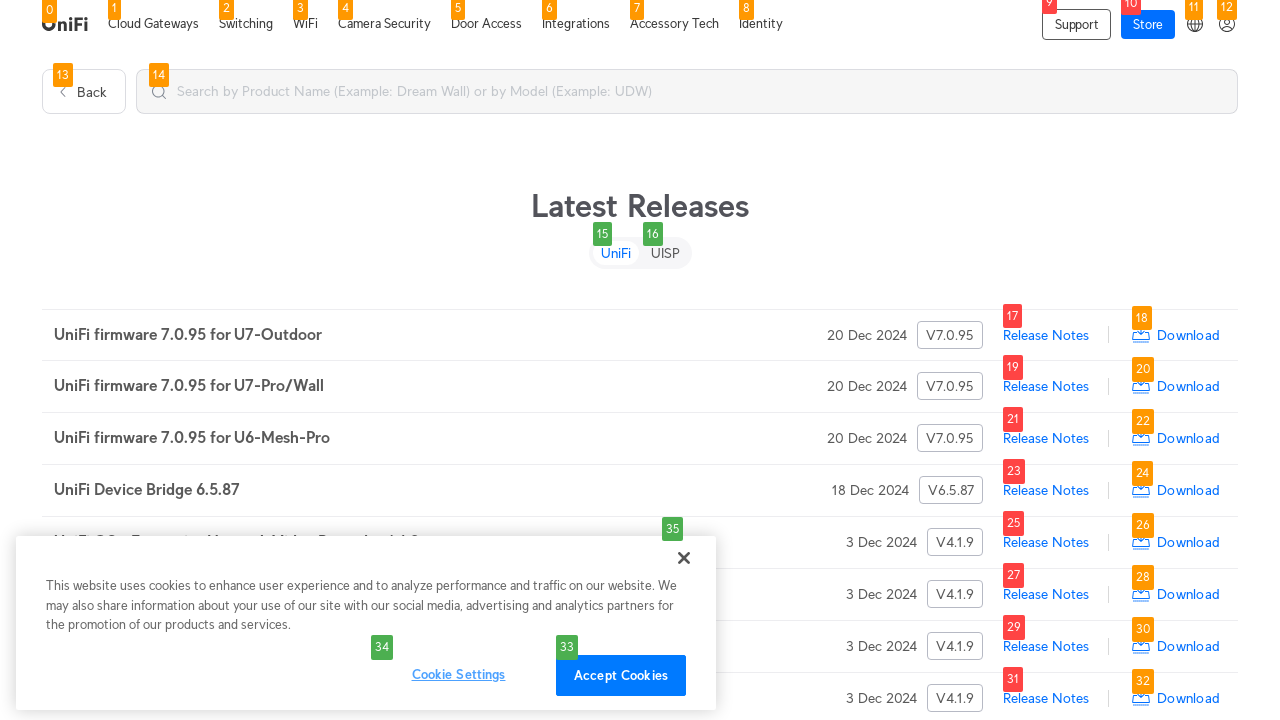 0 1 2 3 4 5 6 7 8 9 10 11 12
UniFi Cloud Gateways Switching WiFi Camera Security Door Access Integrations Accessory Tech Identity Support Store
13 14
Back Search by Product Name (Example: Dream Wall) or by Model (Example: UDW)
Latest Releases
15 16
UniFi UISP
17 18
UniFi firmware 7.0.95 for U7-Outdoor 20 Dec 2024 V7.0.95 Release Notes Download
19 20
UniFi firmware 7.0.95 for U7-Pro/Wall 20 Dec 2024 V7.0.95 Release Notes Download
21 22
UniFi firmware 7.0.95 for U6-Mesh-Pro 20 Dec 2024 V7.0.95 Release Notes Download
23 24
UniFi Device Bridge 6.5.87 18 Dec 2024 V6.5.87 Release Notes Download
25 26
3 Dec 2024 V4.1.9 Release Notes Download
27 28
3 Dec 2024 V4.1.9 Release Notes Download
29 30
3 Dec 2024 V4.1.9 Release Notes Download
31 32
3 Dec 2024 V4.1.9 Release Notes Download
35
This website uses cookies to enhance user experience and to analyze performance and traffic on our website. We
may also share information about your use of our site with our social media, advertising and analytics partners for
the promotion of our products and services.
34 33
Cookie Settings Accept Cookies